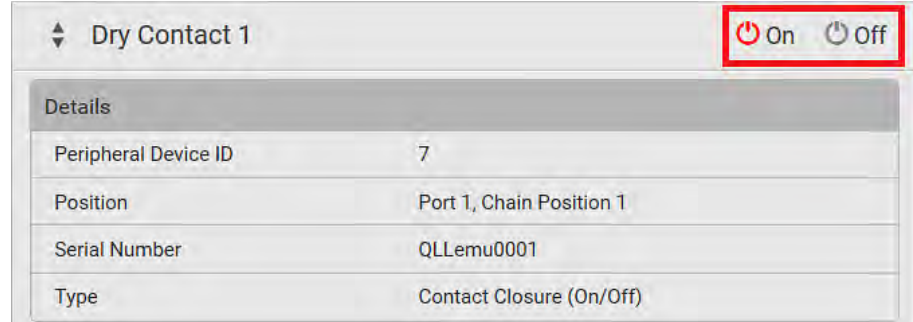 Dry Contact 1 On Off
Details
Peripheral Device ID 7
Position Port 1, Chain Position 1
Serial Number QLLemu0001
Type Contact Closure (On/Off)